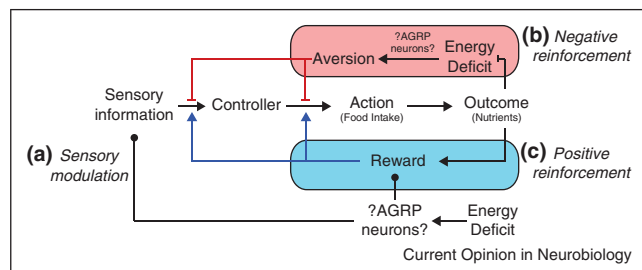 (b) Negative
reinforcement
?AGRP
neurons?
Aversion
Energy
Deficit
Sensory
information
Controller
Action
(Food Intake)
Outcome
(Nutrients)
(a) Sensory
modulation
Reward
(c) Positive
reinforcement
?AGRP
neurons?
Energy
Deficit
Current Opinion in Neurobiology